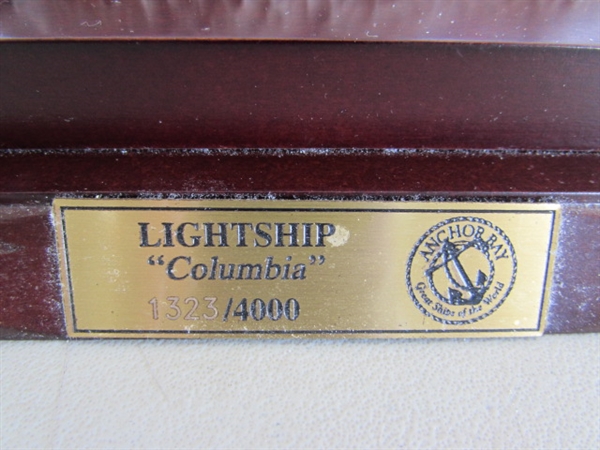 LIGHTSHIP
“Columbia”
1323/4000
ANCHOR BAY
Great Ships of the World